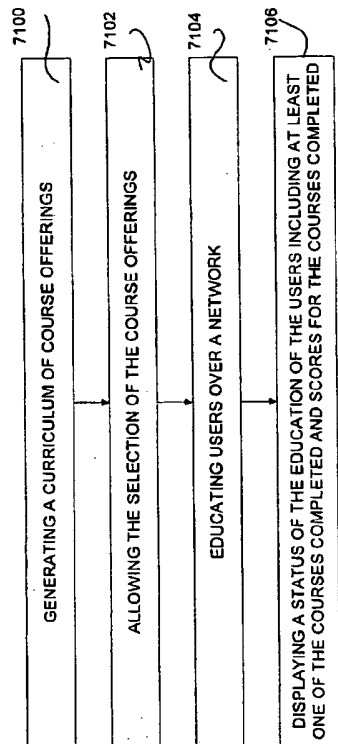 7100
GENERATING A CURRICULUM OF COURSE OFFERINGS
7102
ALLOWING THE SELECTION OF THE COURSE OFFERINGS
7104
EDUCATING USERS OVER A NETWORK
7106
DISPLAYING A STATUS OF THE EDUCATION OF THE USERS INCLUDING AT LEAST
ONE OF THE COURSES COMPLETED AND SCORES FOR THE COURSES COMPLETED